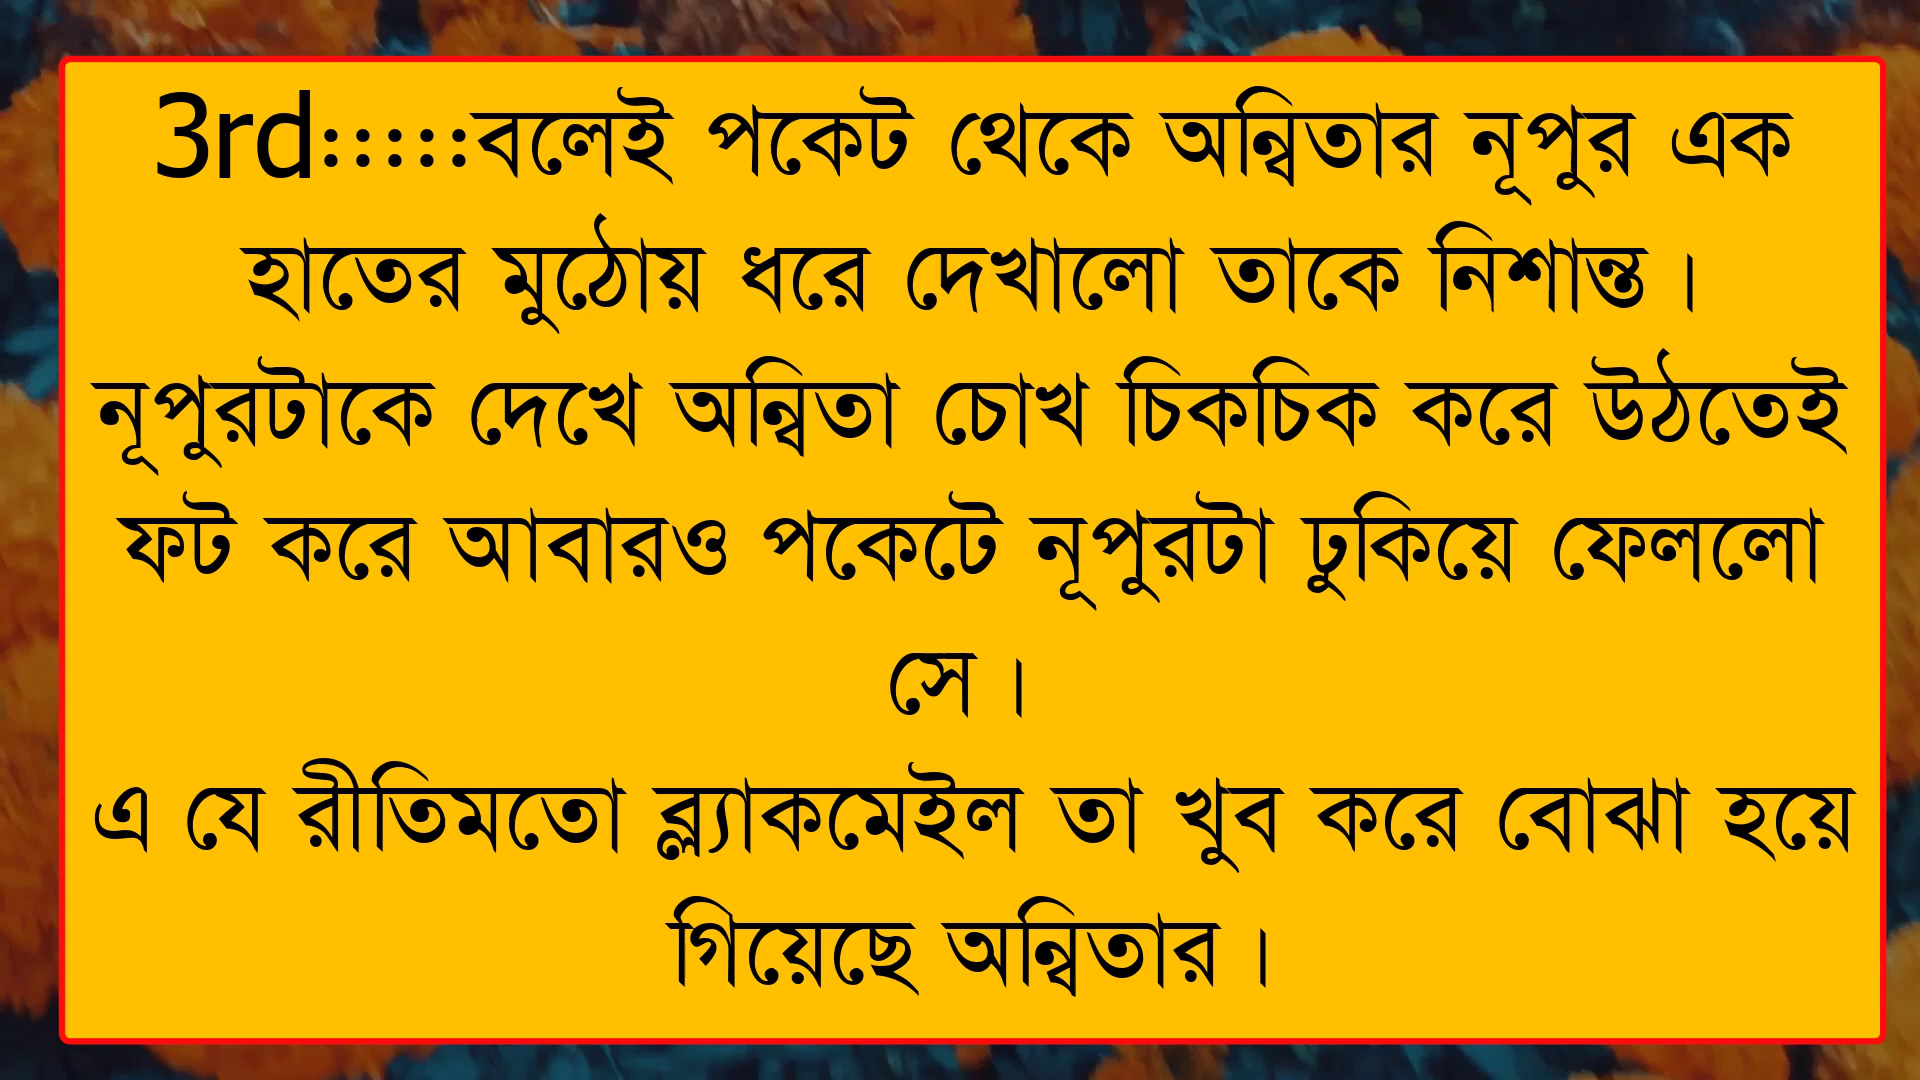 3rd:::::বলেই পকেট থেকে অন্বিতার নূপুর এক
হাতের মুঠোয় ধরে দেখালো তাকে নিশান্ত।
নূপুরটাকে দেখে অন্বিতা চোখ চিকচিক করে উঠতেই
ফট করে আবারও পকেটে নূপুরটা ঢুকিয়ে ফেললো
সে।
এ যে রীতিমতো ব্ল্যাকমেইল তা খুব করে বোঝা হয়ে
গিয়েছে অন্বিতার।